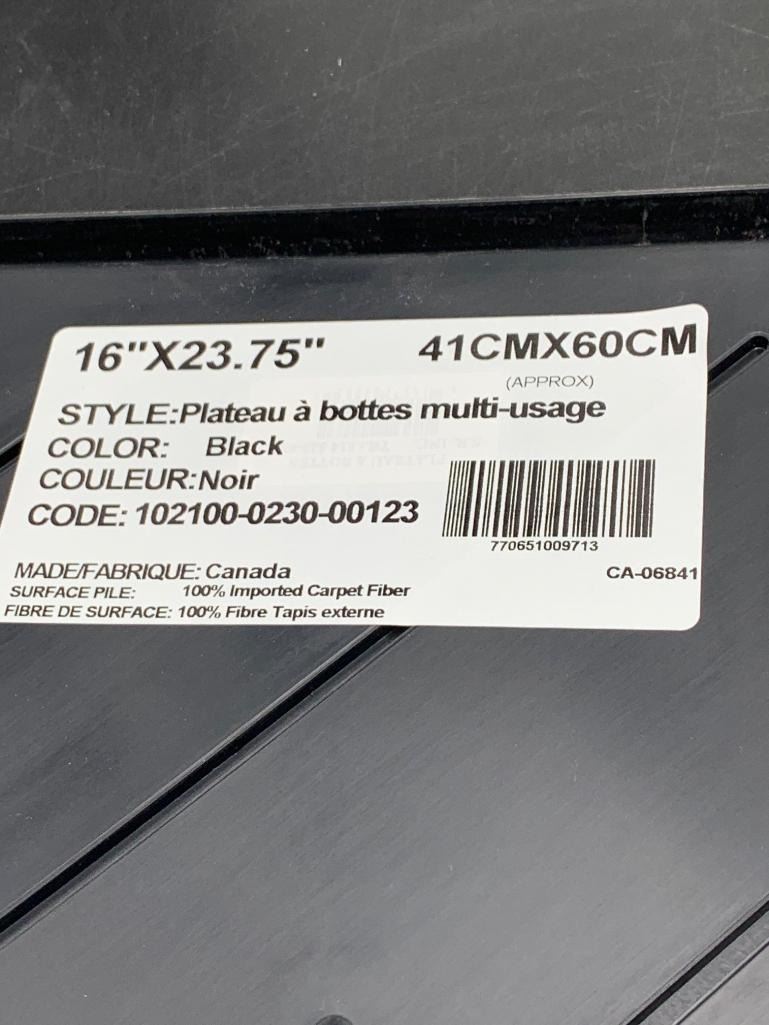 16"X23.75" 41CMX60CM
(APPROX)
STYLE:Plateau à bottes multi-usage
COLOR: Black
COULEUR:Noir
CODE: 102100-0230-00123
770651009713
MADE/FABRIQUE: Canada
CA-06841
SURFACE PILE: 100% Imported Carpet Fiber
FIBRE DE SURFACE: 100% Fibre Tapis externe